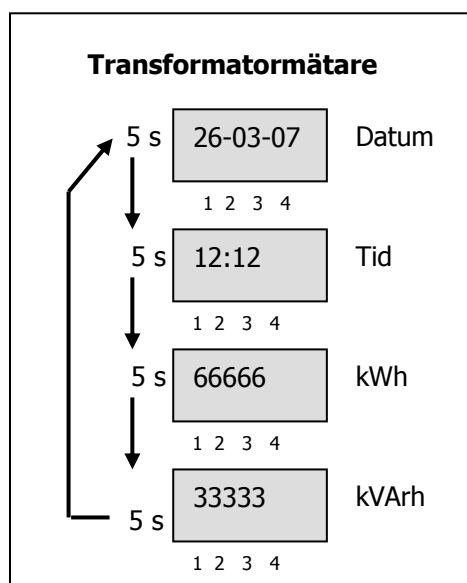 Transformatormätare
5 s 26-03-07 Datum
1 2 3 4
5 s 12:12 Tid
1 2 3 4
5 s 66666 kWh
1 2 3 4
5 s 33333 kVArh
1 2 3 4